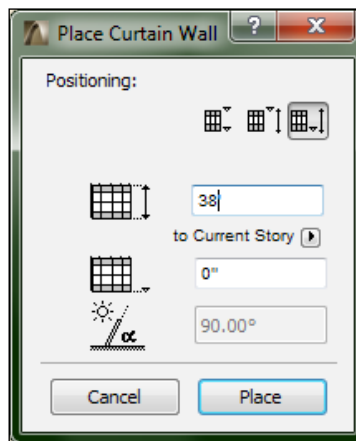 Place Curtain Wall ? X
Positioning:
38'
to Current Story
0"
α
90.00°
Cancel Place